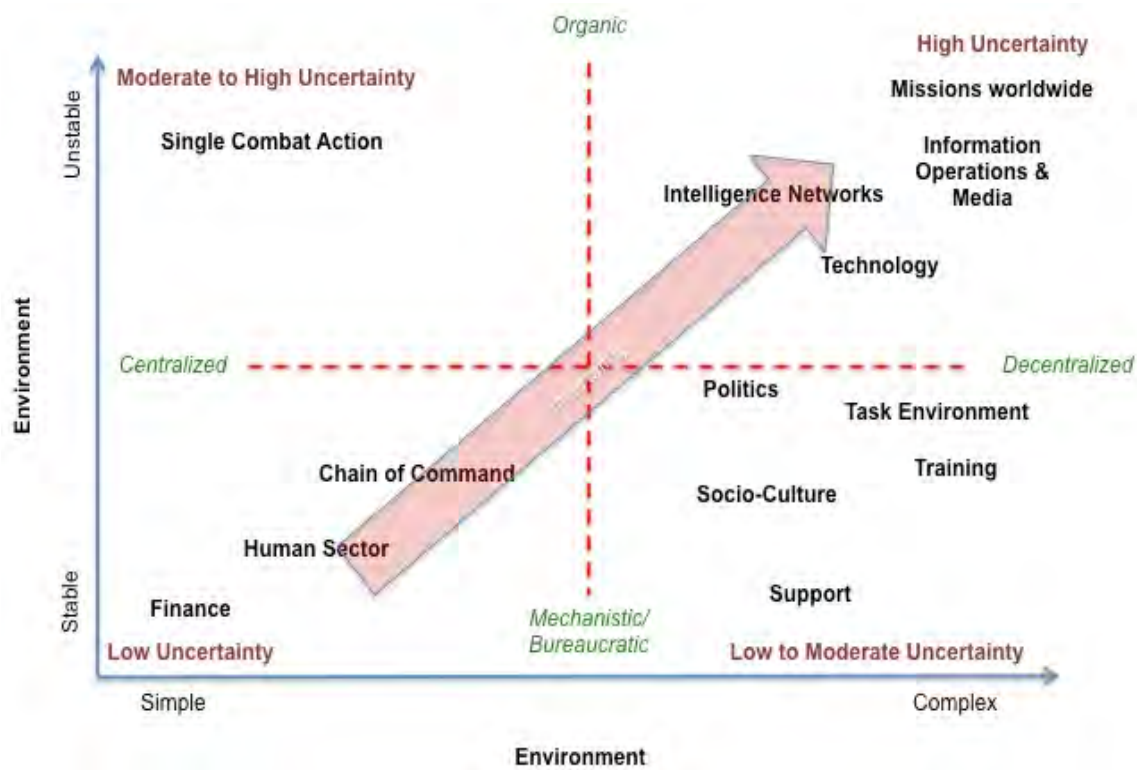 Organic
High Uncertainty
Moderate to High Uncertainty
Missions worldwide
Single Combat Action
Information
Operations &
Media
Unstable
Intelligence Networks
Technology
Environment
Centralized
Decentralized
Politics
Task Environment
Chain of Command
Training
Socio-Culture
Human Sector
Stable
Finance
Support
Mechanistic/
Bureaucratic
Low Uncertainty
Low to Moderate Uncertainty
Simple
Complex
Environment